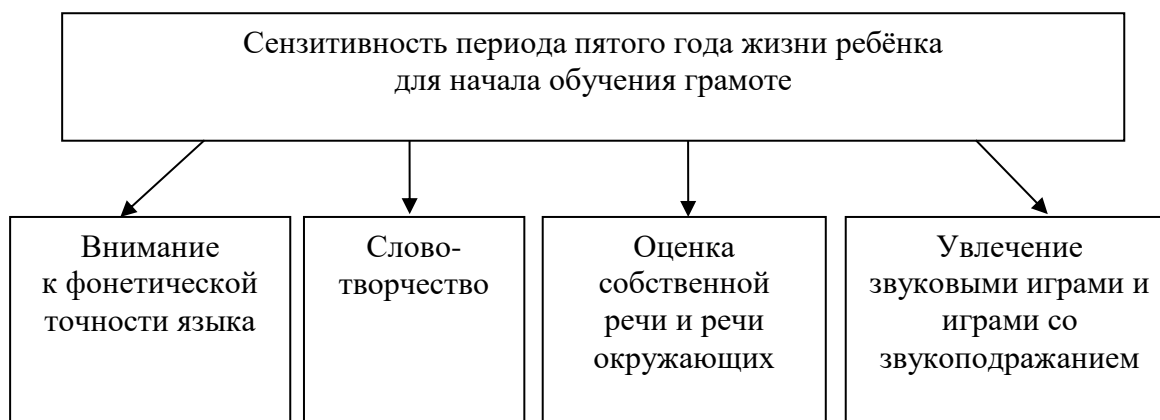 Сензитивность периода пятого года жизни ребёнка
для начала обучения грамоте
Внимание
к фонетической
точности языка
Слово-
творчество
Оценка
собственной
речи и речи
окружающих
Увлечение
звуковыми играми и
играми со
звукоподражанием